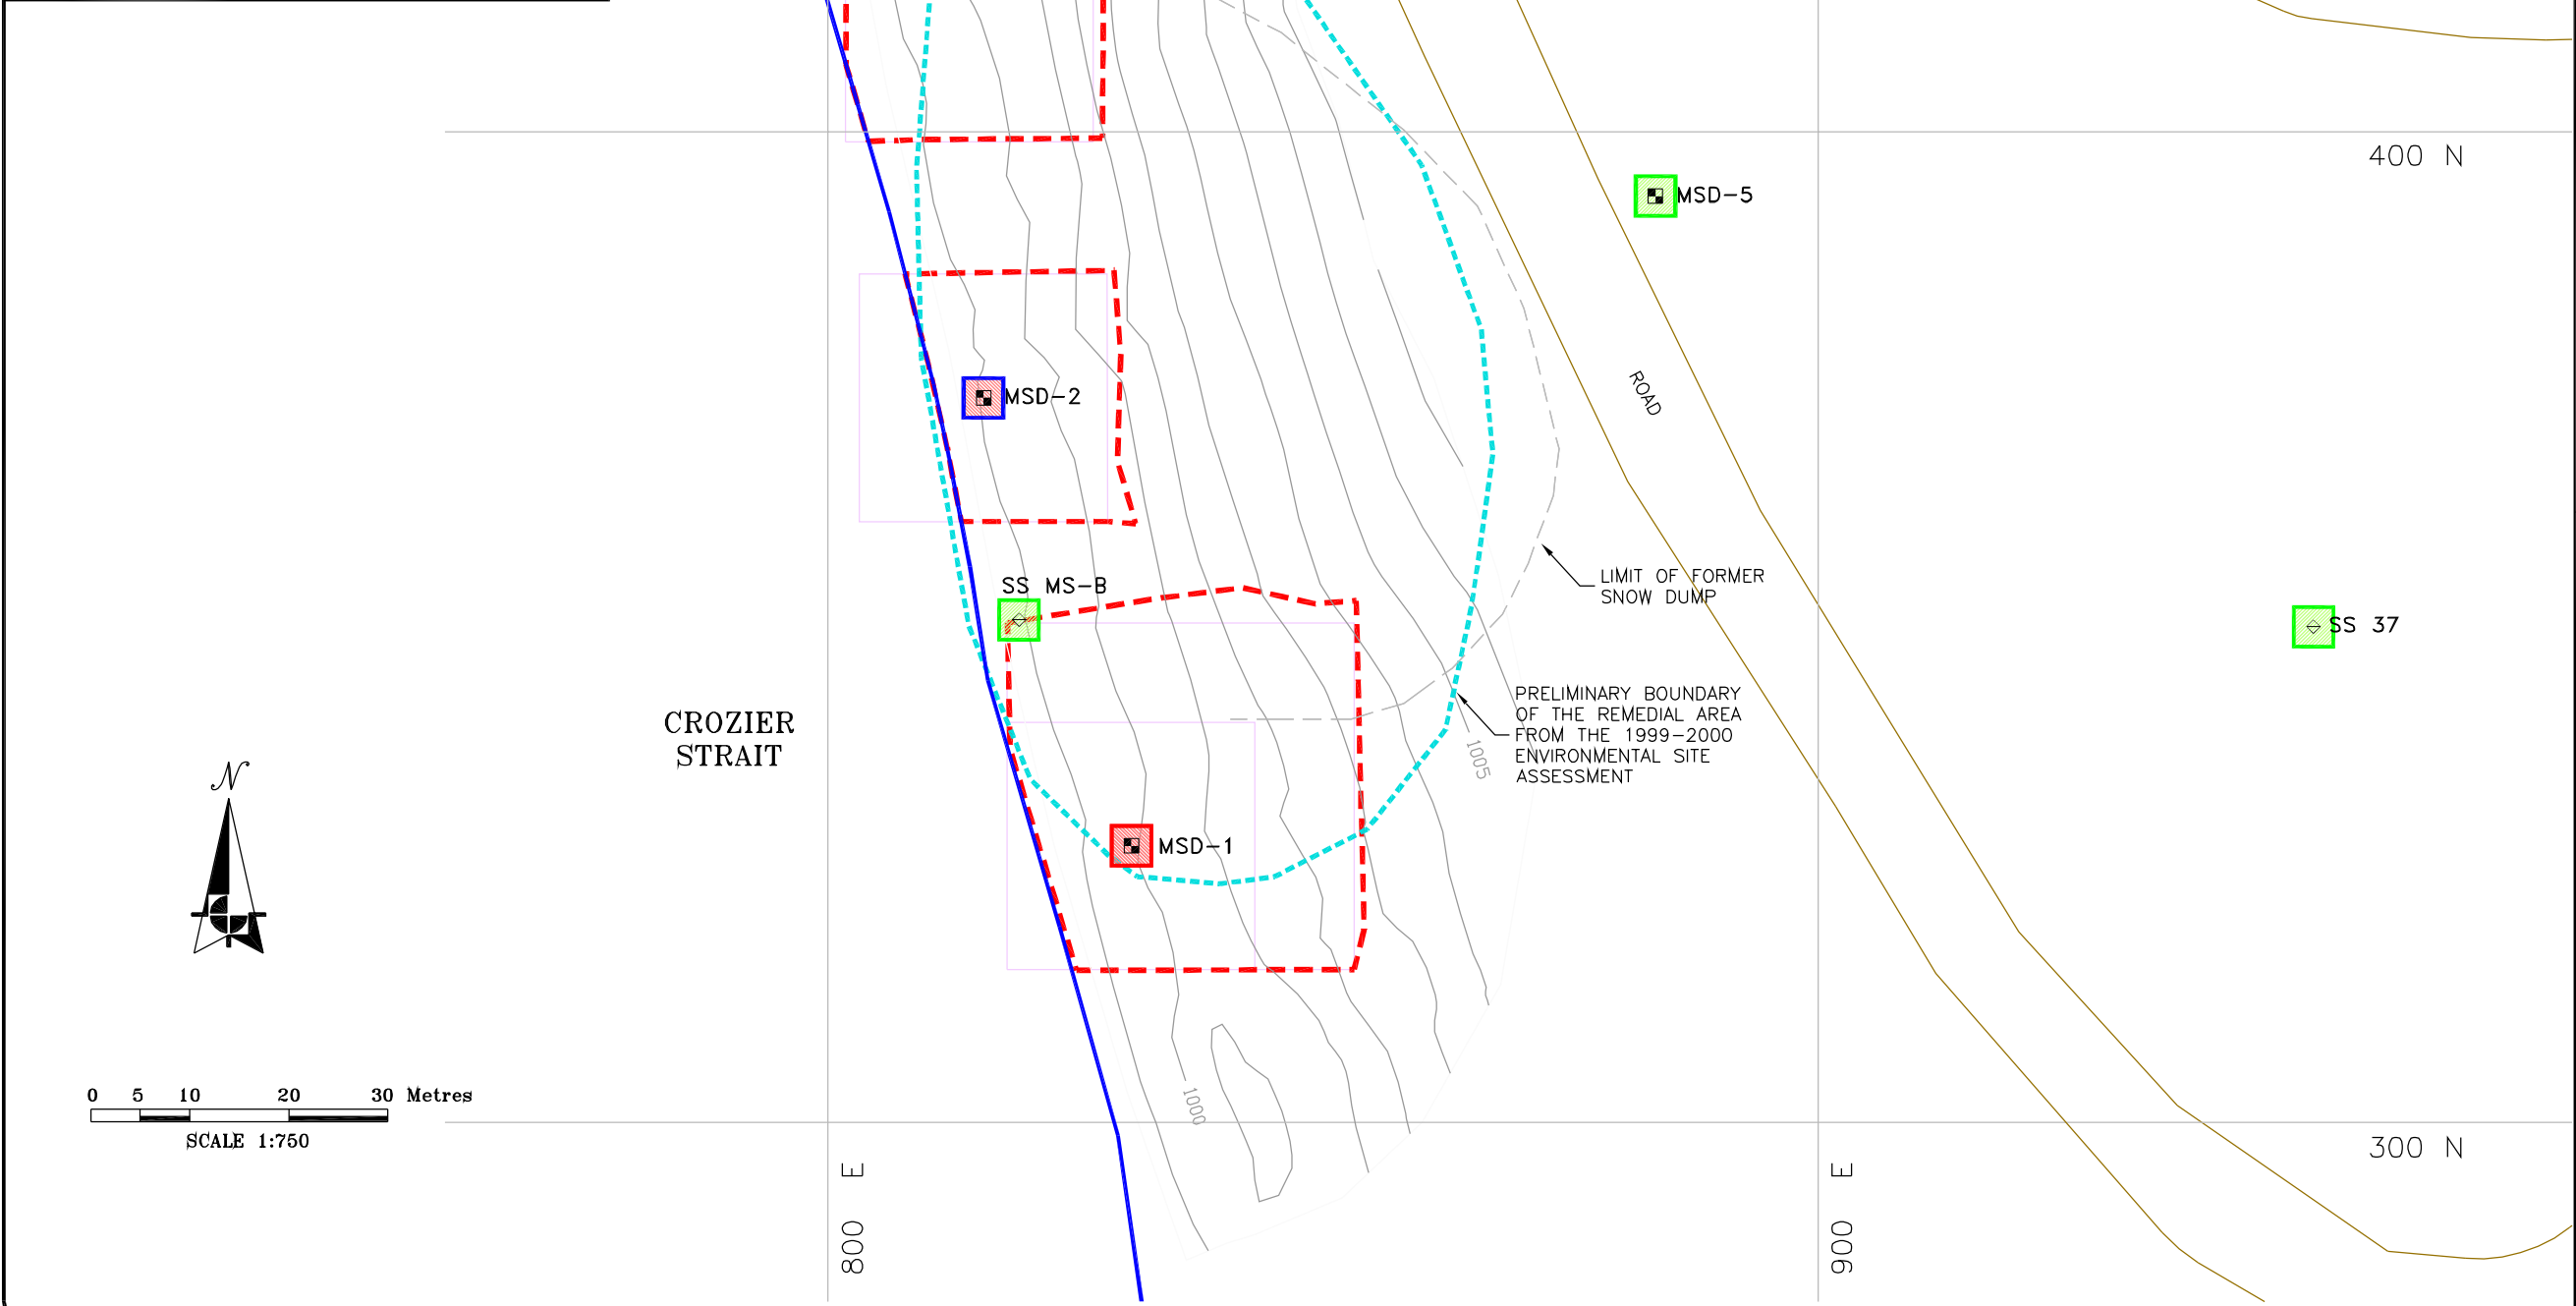 400 N
MSD-5
MSD-2
ROAD
LIMIT OF FORMER
SNOW DUMP
SS MS-B
SS 37
PRELIMINARY BOUNDARY
OF THE REMEDIAL AREA
FROM THE 1999-2000
ENVIRONMENTAL SITE
ASSESSMENT
1005
CROZIER
STRAIT
N
MSD-1
0 5 10 20 30 Metres
SCALE 1:750
1000
300 N
800 E
900 E